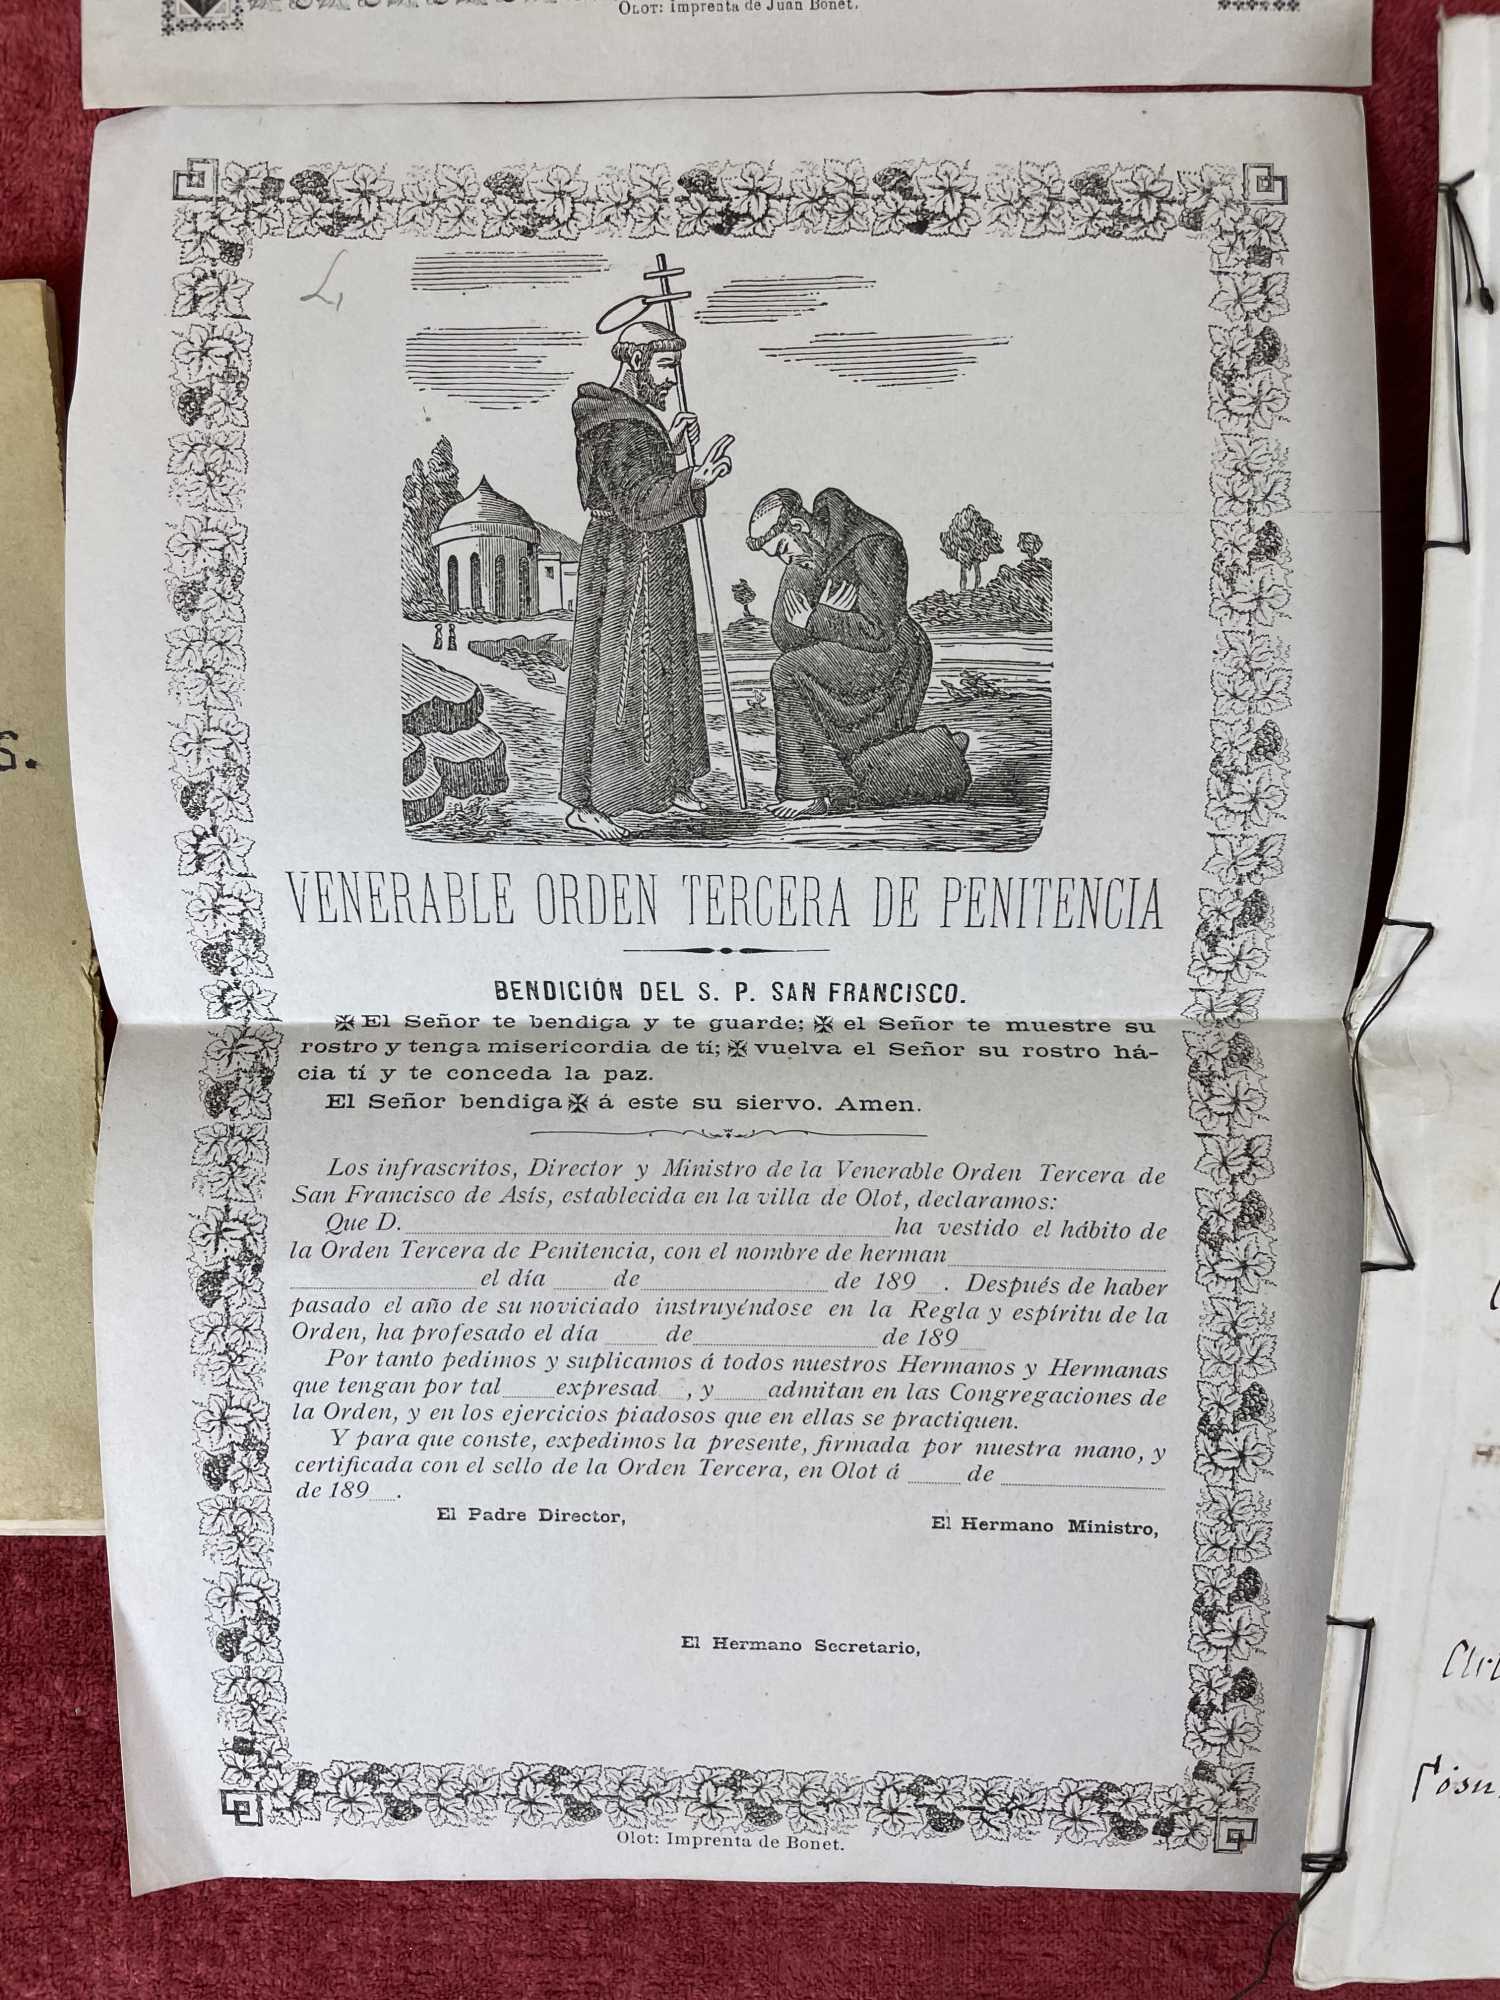 OLOT: Imprenta de Juan Bonet.
S.
L
VENERABLE ORDEN TERCERA DE PENITENCIA
BENDICIÓN DEL S. P. SAN FRANCISCO.
✠ El Señor te bendiga y te guarde; ✠ el Señor te muestre su
rostro y tenga misericordia de tí; ✠ vuelva el Señor su rostro há-
cia tí y te conceda la paz.
El Señor bendiga ✠ á este su siervo. Amen.
Los infrascritos, Director y Ministro de la Venerable Orden Tercera de
San Francisco de Asís, establecida en la villa de Olot, declaramos:
Que D. ha vestido el hábito de
la Orden Tercera de Penitencia, con el nombre de herman
el día de de 189 . Después de haber
pasado el año de su noviciado instruyéndose en la Regla y espíritu de la
Orden, ha profesado el día de de 189
Por tanto pedimos y suplicamos á todos nuestros Hermanos y Hermanas
que tengan por tal expresad , y admitan en las Congregaciones de
la Orden, y en los ejercicios piadosos que en ellas se practiquen.
Y para que conste, expedimos la presente, firmada por nuestra mano, y
certificada con el sello de la Orden Tercera, en Olot á de
de 189 .
El Padre Director,
El Hermano Ministro,
El Hermano Secretario,
Olot: Imprenta de Bonet.